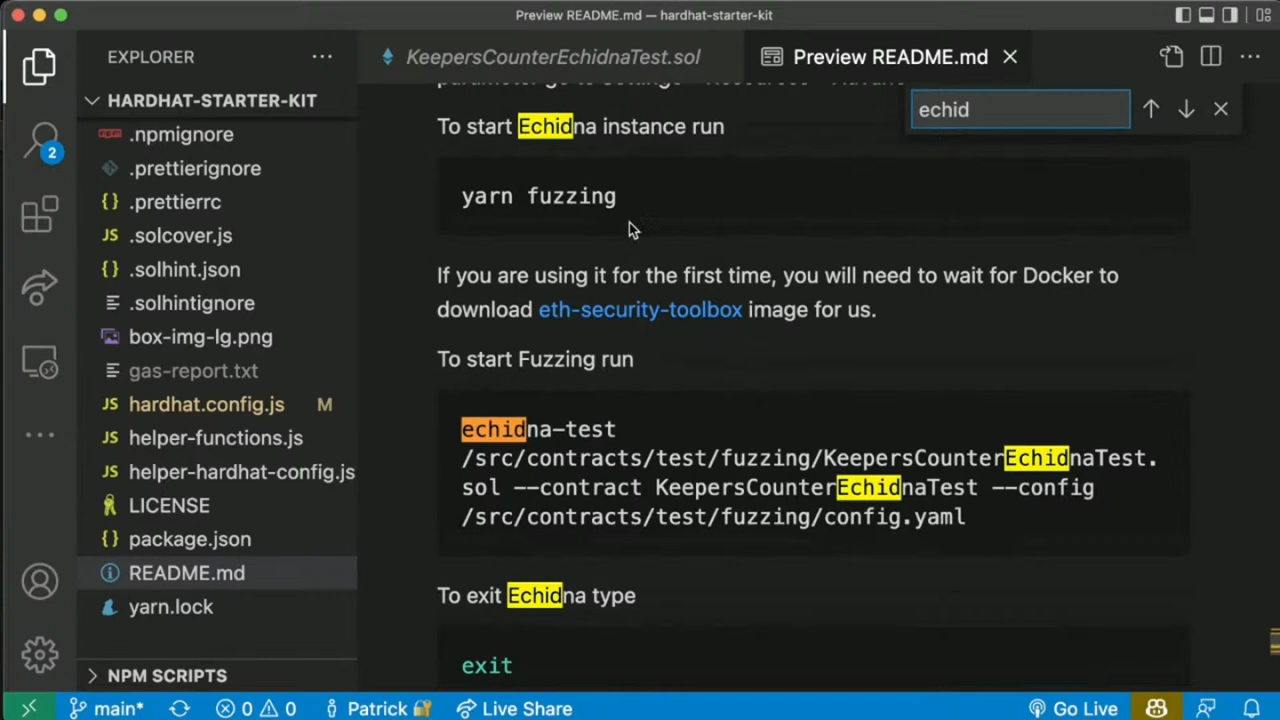 Preview README.md — hardhat-starter-kit
EXPLORER
KeepersCounterEchidnaTest.sol
Preview README.md
HARDHAT-STARTER-KIT
.npmignore
.prettierignore
.prettierrc
.solcover.js
.solhint.json
.solhintignore
box-img-lg.png
gas-report.txt
hardhat.config.js M
helper-functions.js
helper-hardhat-config.js
LICENSE
package.json
README.md
yarn.lock
NPM SCRIPTS
2
echid
To start Echidna instance run
yarn fuzzing
If you are using it for the first time, you will need to wait for Docker to
download eth-security-toolbox image for us.
To start Fuzzing run
echidna-test
/src/contracts/test/fuzzing/KeepersCounterEchidnaTest.
sol --contract KeepersCounterEchidnaTest --config
/src/contracts/test/fuzzing/config.yaml
To exit Echidna type
exit
main* 0 0 Patrick Live Share Go Live